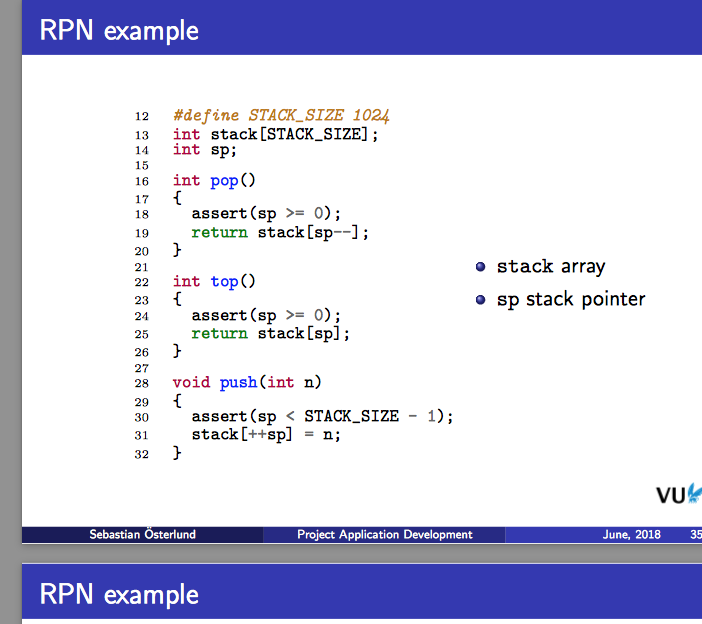 RPN example
12 #define STACK_SIZE 1024
13 int stack[STACK_SIZE];
14 int sp;
15
16 int pop()
17 {
18 assert(sp >= 0);
19 return stack[sp--];
20 }
21
22 int top()
23 {
24 assert(sp >= 0);
25 return stack[sp];
26 }
27
28 void push(int n)
29 {
30 assert(sp < STACK_SIZE - 1);
31 stack[++sp] = n;
32 }
• stack array
• sp stack pointer
VU
Sebastian Österlund Project Application Development June, 2018 35
RPN example